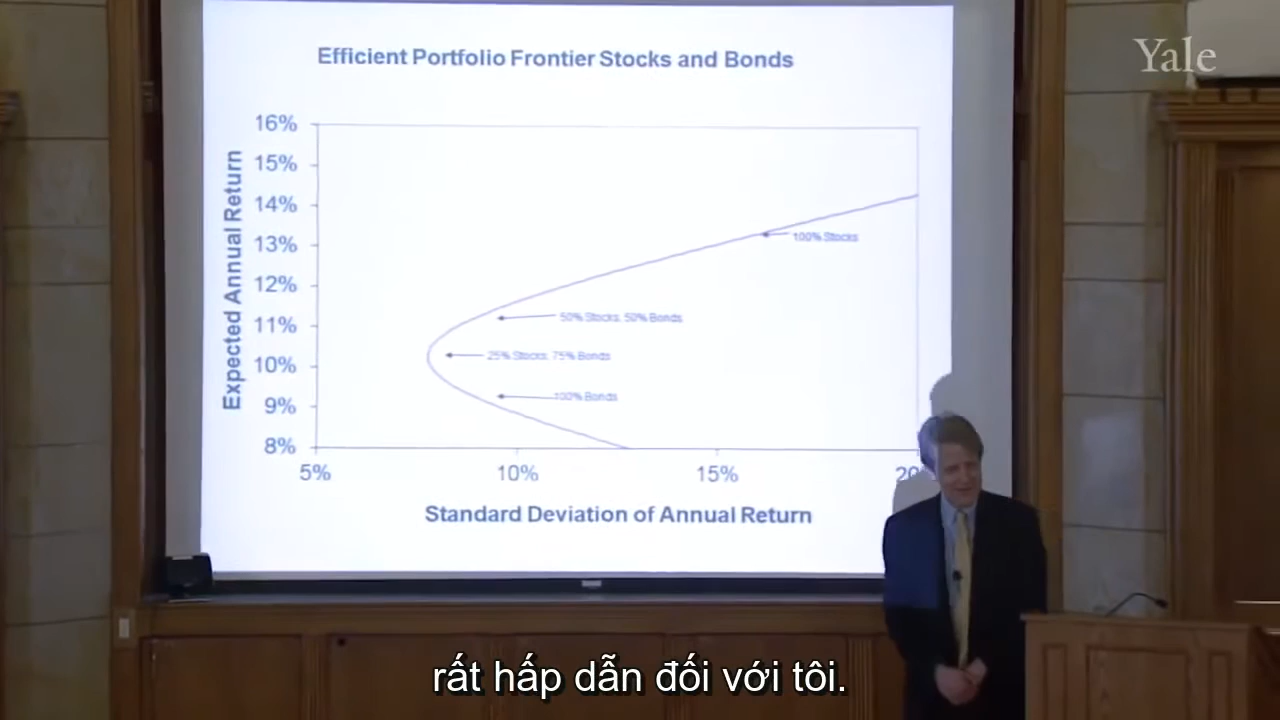 Efficient Portfolio Frontier Stocks and Bonds
Yale
Expected Annual Return
16%
15%
14%
13%
12%
11%
10%
9%
8%
100% Stocks
50% Stocks, 50% Bonds
25% Stocks, 75% Bonds
100% Bonds
5%
10%
15%
20
Standard Deviation of Annual Return
rất hấp dẫn đối với tôi.